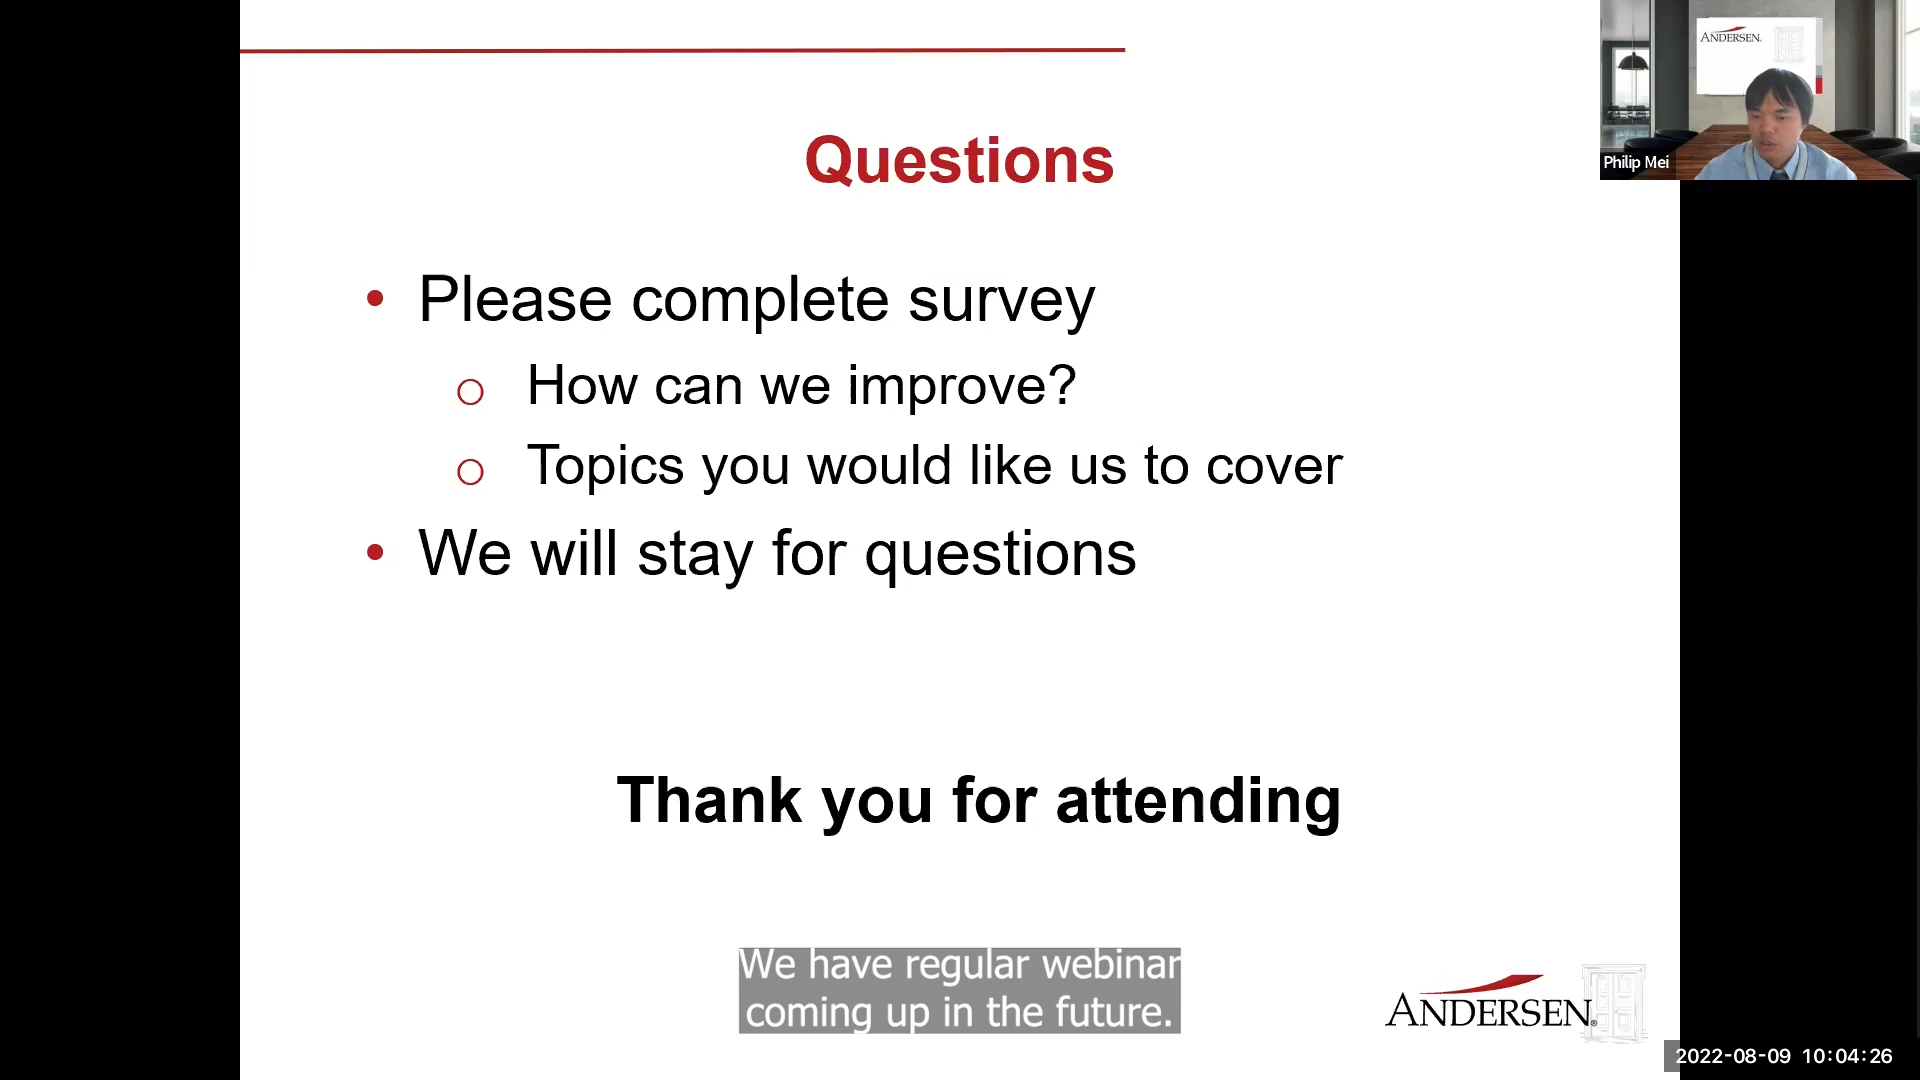 ANDERSEN.
Philip Mei
Questions
• Please complete survey
o How can we improve?
o Topics you would like us to cover
• We will stay for questions
Thank you for attending
We have regular webinar
coming up in the future.
ANDERSEN®
2022-08-09 10:04:26